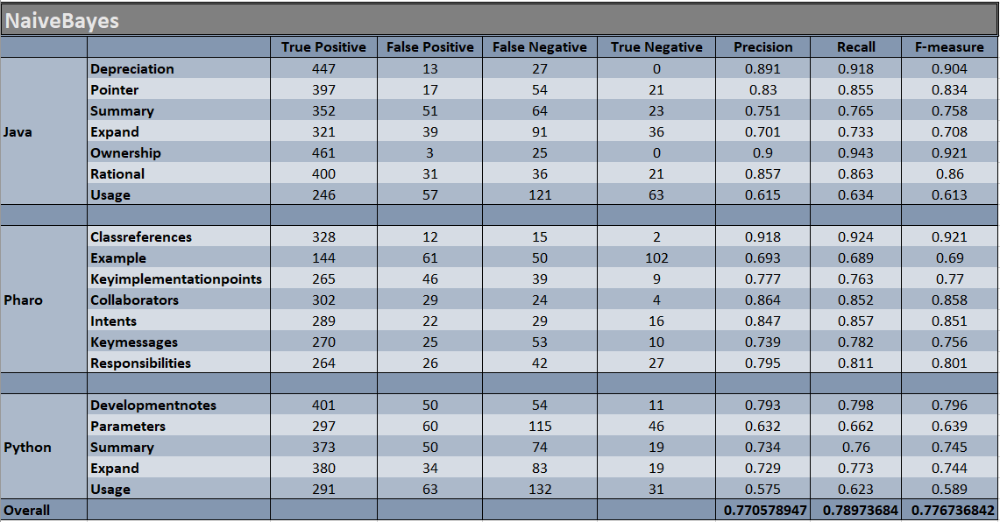 NaiveBayes
True Positive False Positive False Negative True Negative Precision Recall F-measure
Java
Depreciation 447 13 27 0 0.891 0.918 0.904
Pointer 397 17 54 21 0.83 0.855 0.834
Summary 352 51 64 23 0.751 0.765 0.758
Expand 321 39 91 36 0.701 0.733 0.708
Ownership 461 3 25 0 0.9 0.943 0.921
Rational 400 31 36 21 0.857 0.863 0.86
Usage 246 57 121 63 0.615 0.634 0.613
Pharo
Classreferences 328 12 15 2 0.918 0.924 0.921
Example 144 61 50 102 0.693 0.689 0.69
Keyimplementationpoints 265 46 39 9 0.777 0.763 0.77
Collaborators 302 29 24 4 0.864 0.852 0.858
Intents 289 22 29 16 0.847 0.857 0.851
Keymessages 270 25 53 10 0.739 0.782 0.756
Responsibilities 264 26 42 27 0.795 0.811 0.801
Python
Developmentnotes 401 50 54 11 0.793 0.798 0.796
Parameters 297 60 115 46 0.632 0.662 0.639
Summary 373 50 74 19 0.734 0.76 0.745
Expand 380 34 83 19 0.729 0.773 0.744
Usage 291 63 132 31 0.575 0.623 0.589
Overall 0.770578947 0.78973684 0.776736842